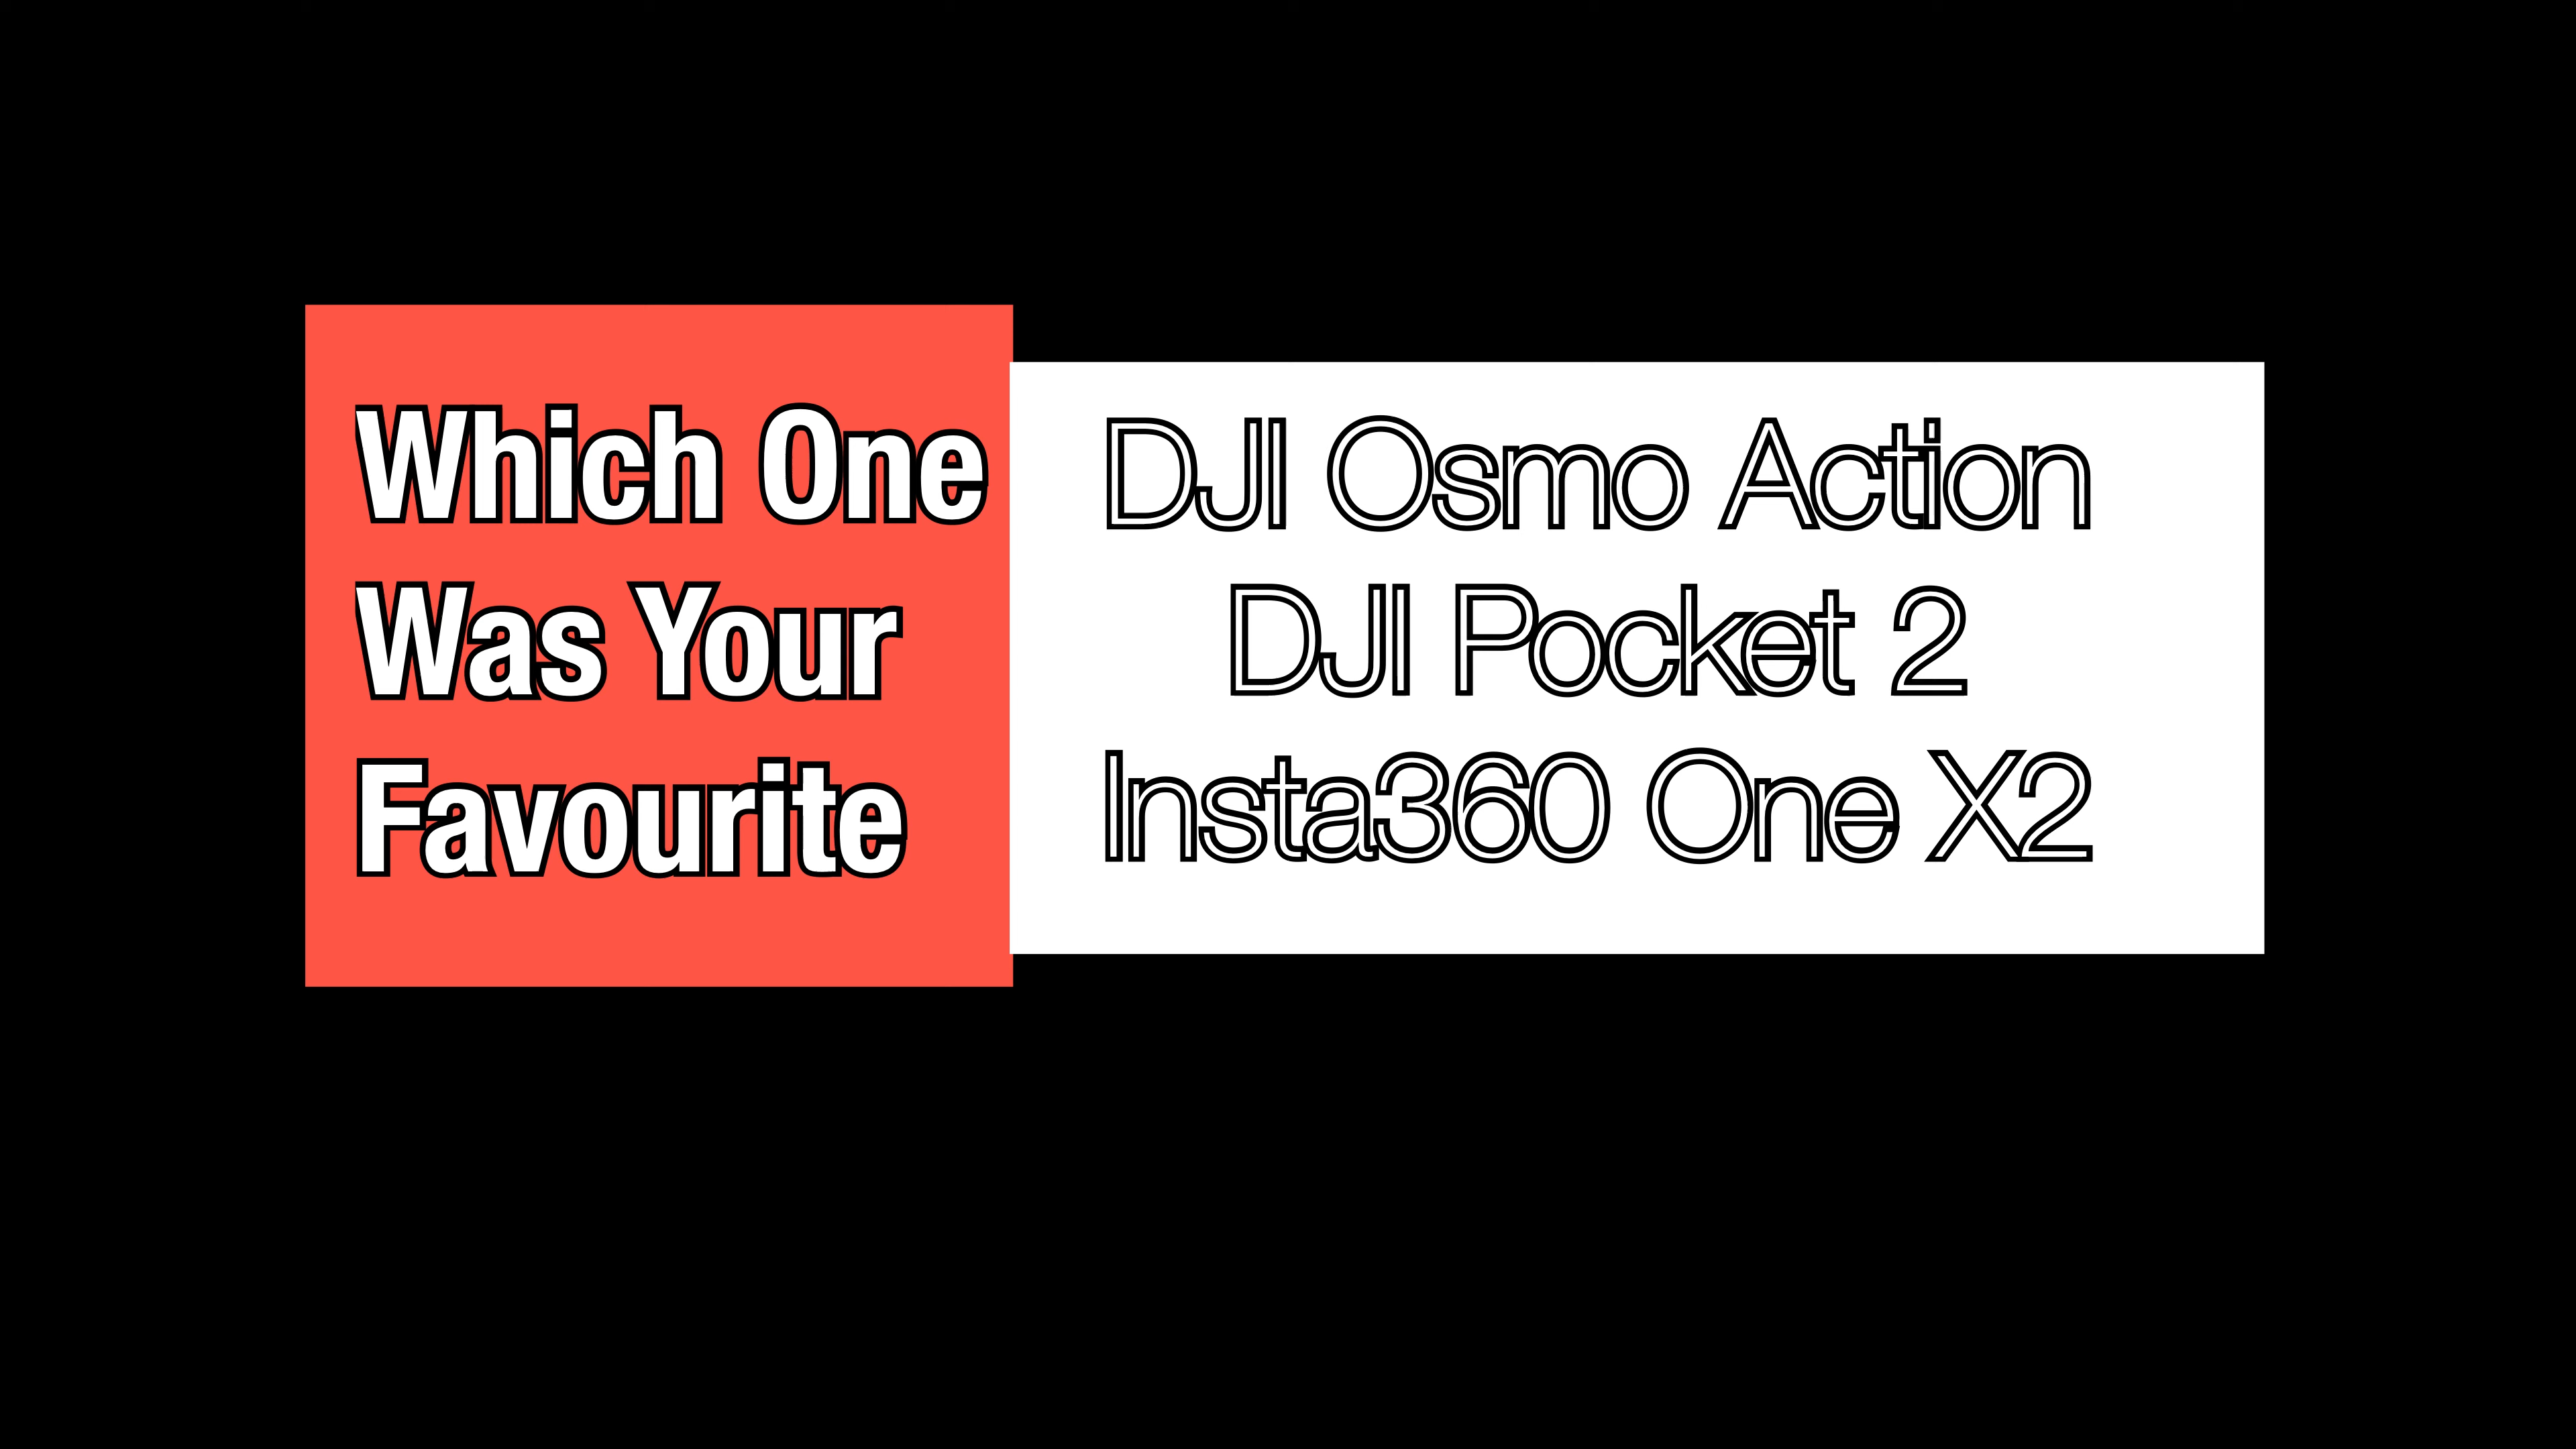 Which One
Was Your
Favourite
DJI Osmo Action
DJI Pocket 2
Insta360 One X2